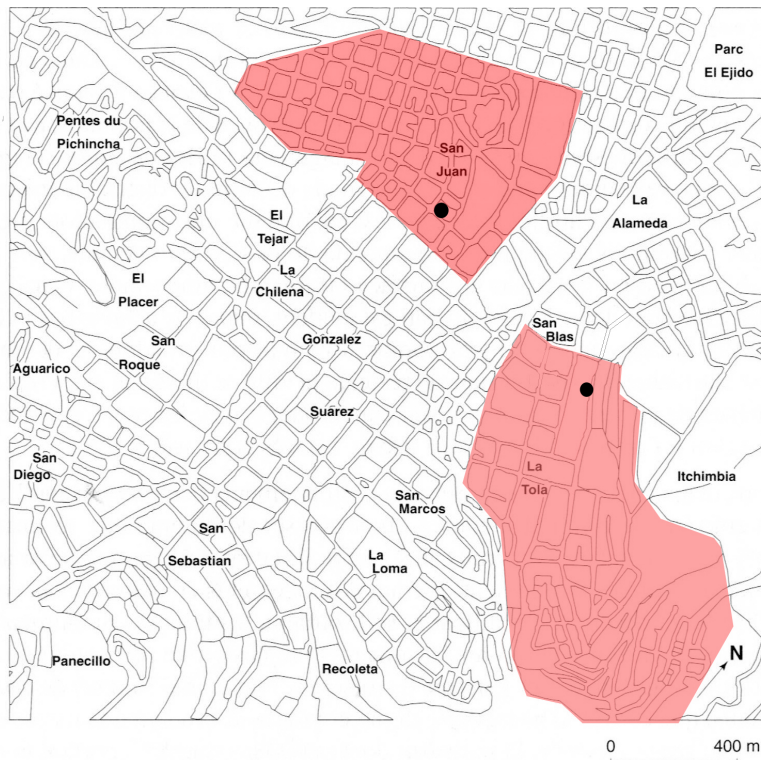 Parc
El Ejido
Pentes du
Pichincha
San
Juan
La
Alameda
El
Tejar
La
Chilena
El
Placer
San
Blas
Gonzalez
San
Roque
Aguarico
Suárez
San
Diego
La
Tola
Itchimbia
San
Marcos
San
Sebastian
La
Loma
N
Panecillo
Recoleta
0 400 m